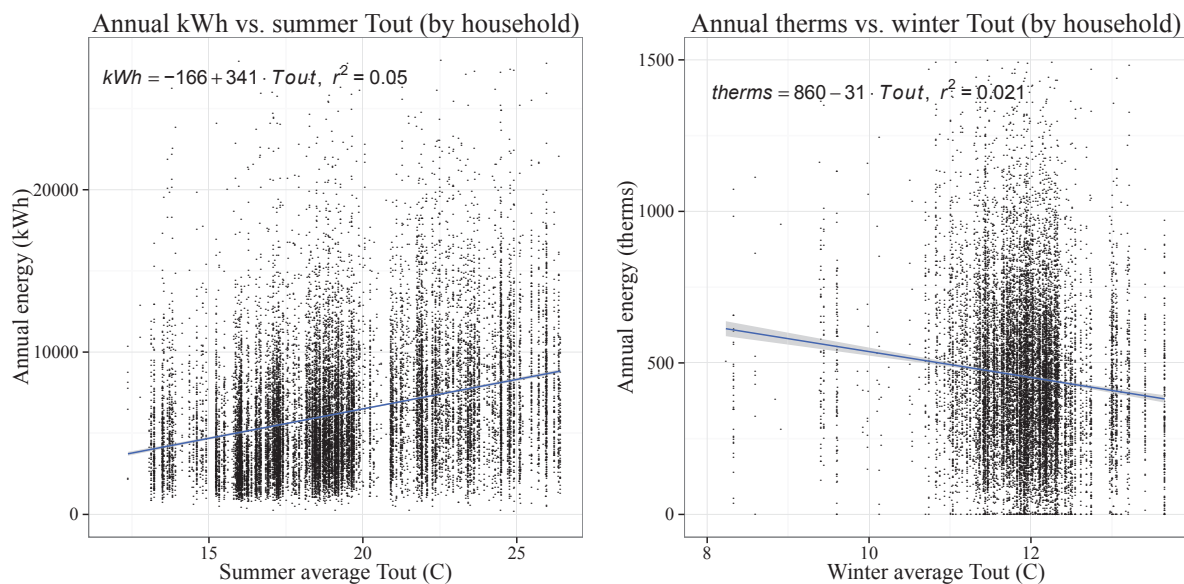 Annual kWh vs. summer Tout (by household)
kWh = −166 + 341 · Tout, r² = 0.05
Annual energy (kWh)
20000
10000
0
15
20
25
Summer average Tout (C)
Annual therms vs. winter Tout (by household)
therms = 860 − 31 · Tout, r² = 0.021
Annual energy (therms)
1500
1000
500
0
8
10
12
Winter average Tout (C)